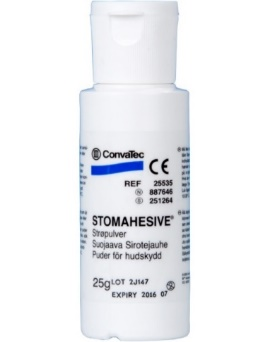 ConvaTec
CE
REF 25535
N 887646
S 251264
STOMAHESIVE®
Strøpulver
Suojaava Sirotejauhe
Puder för hudskydd
25g LOT 2J147
EXPIRY 2016 07